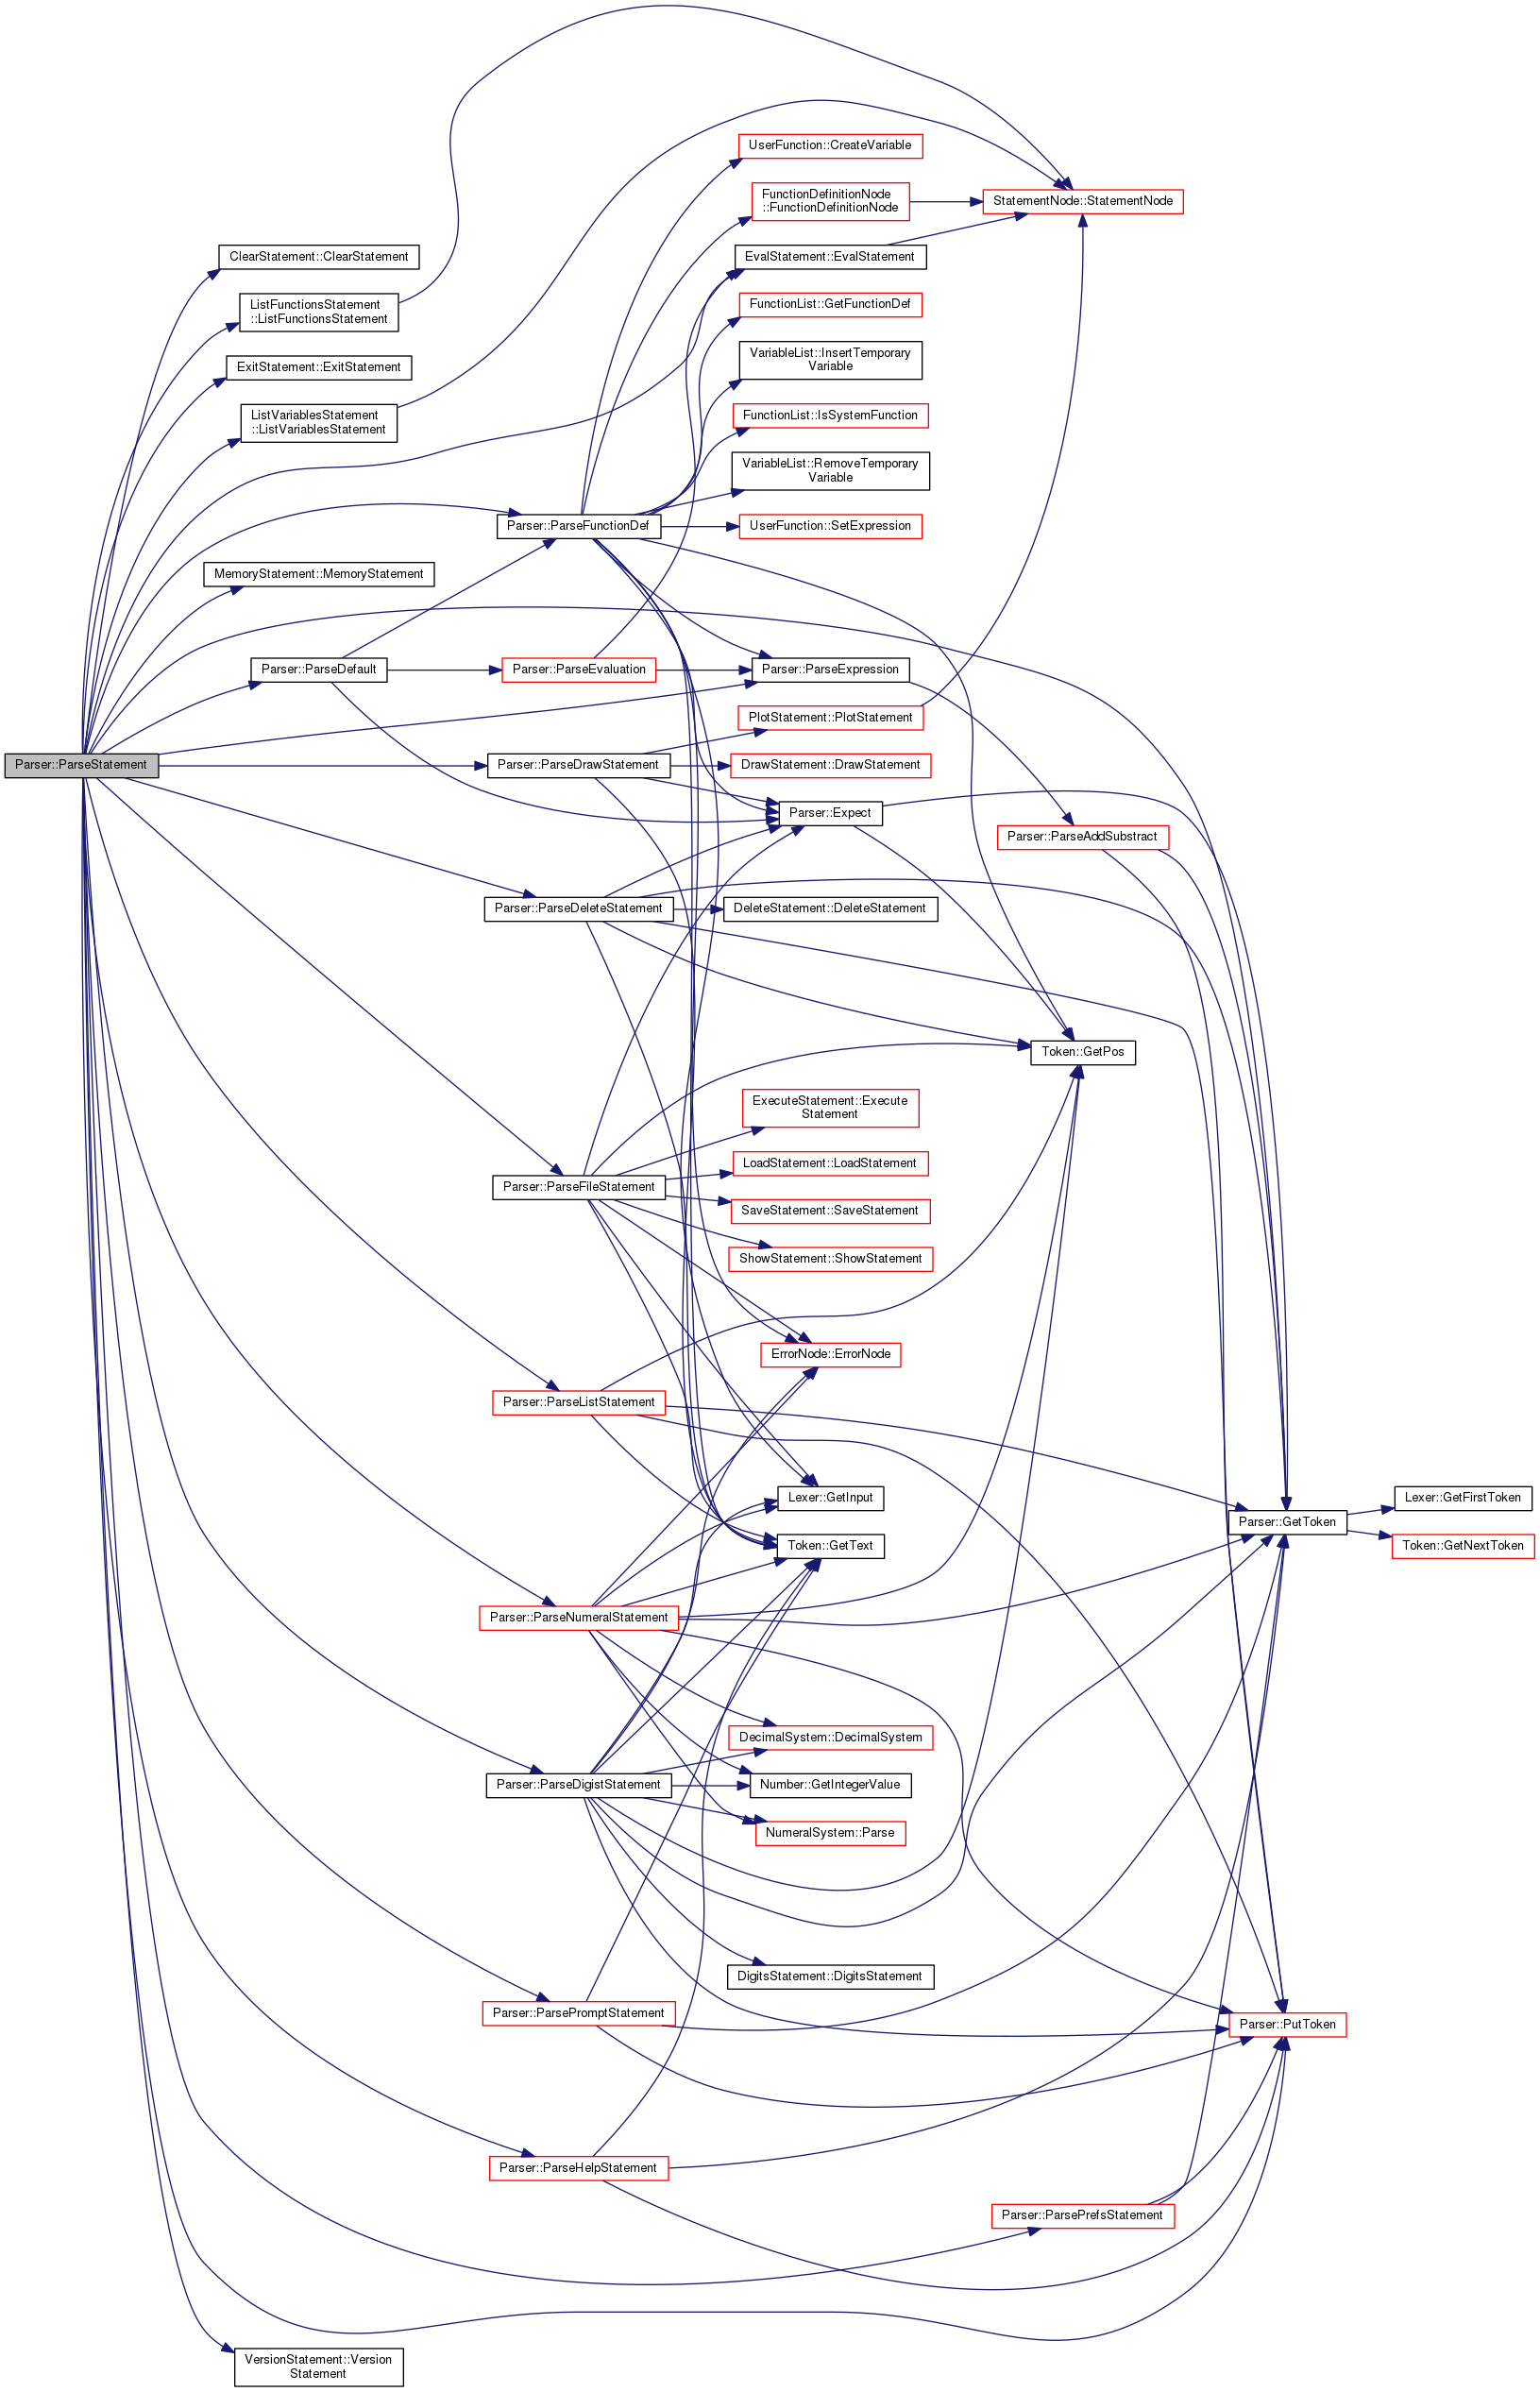 UserFunction::CreateVariable
FunctionDefinitionNode
::FunctionDefinitionNode
StatementNode::StatementNode
ClearStatement::ClearStatement
EvalStatement::EvalStatement
ListFunctionsStatement
::ListFunctionsStatement
FunctionList::GetFunctionDef
ExitStatement::ExitStatement
VariableList::InsertTemporary
Variable
ListVariablesStatement
::ListVariablesStatement
FunctionList::IsSystemFunction
VariableList::RemoveTemporary
Variable
Parser::ParseFunctionDef
UserFunction::SetExpression
MemoryStatement::MemoryStatement
Parser::ParseDefault
Parser::ParseEvaluation
Parser::ParseExpression
PlotStatement::PlotStatement
Parser::ParseStatement
Parser::ParseDrawStatement
DrawStatement::DrawStatement
Parser::Expect
Parser::ParseAddSubstract
Parser::ParseDeleteStatement
DeleteStatement::DeleteStatement
Token::GetPos
ExecuteStatement::Execute
Statement
LoadStatement::LoadStatement
Parser::ParseFileStatement
SaveStatement::SaveStatement
ShowStatement::ShowStatement
ErrorNode::ErrorNode
Parser::ParseListStatement
Lexer::GetInput
Lexer::GetFirstToken
Parser::GetToken
Token::GetText
Token::GetNextToken
Parser::ParseNumeralStatement
DecimalSystem::DecimalSystem
Parser::ParseDigistStatement
Number::GetIntegerValue
NumeralSystem::Parse
DigitsStatement::DigitsStatement
Parser::ParsePromptStatement
Parser::PutToken
Parser::ParseHelpStatement
Parser::ParsePrefsStatement
VersionStatement::Version
Statement